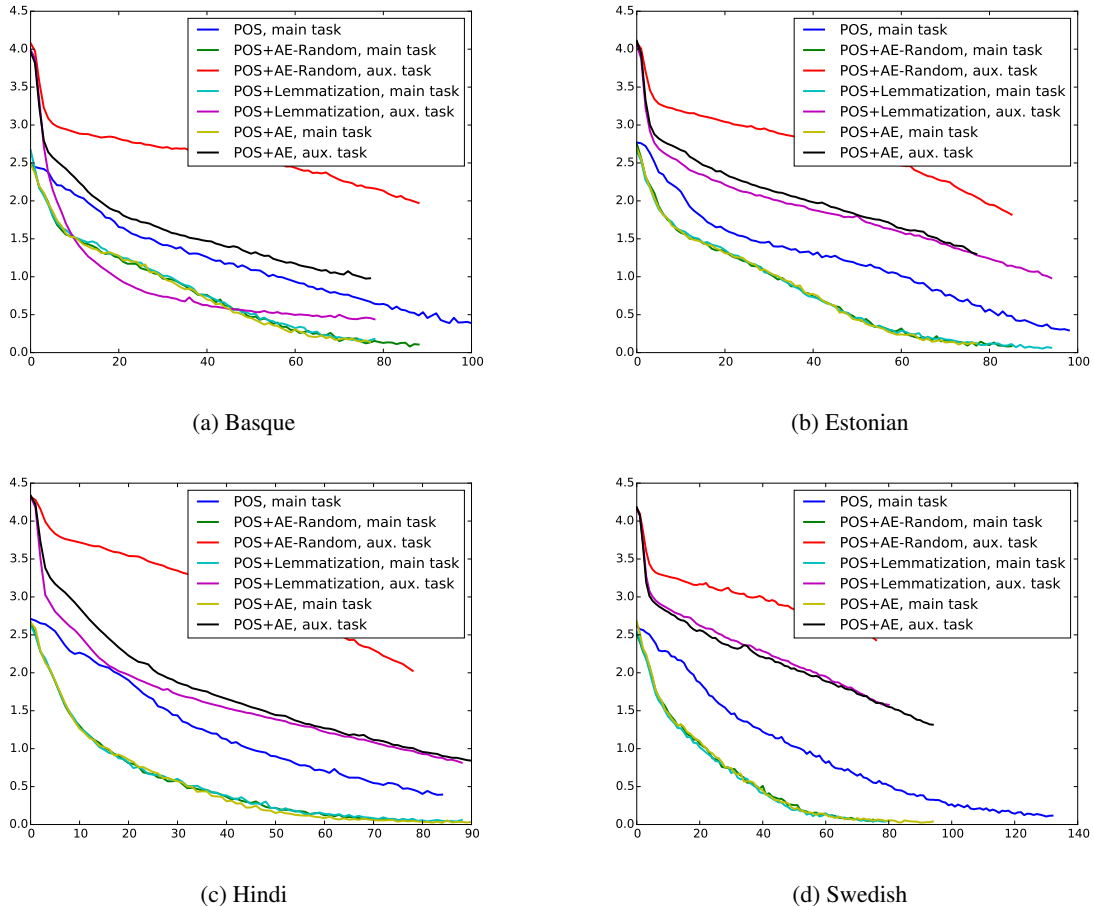 4.5
4.0
3.5
3.0
2.5
2.0
1.5
1.0
0.5
0.0
0 20 40 60 80 100
POS, main task
POS+AE-Random, main task
POS+AE-Random, aux. task
POS+Lemmatization, main task
POS+Lemmatization, aux. task
POS+AE, main task
POS+AE, aux. task
(a) Basque
4.5
4.0
3.5
3.0
2.5
2.0
1.5
1.0
0.5
0.0
0 20 40 60 80 100
POS, main task
POS+AE-Random, main task
POS+AE-Random, aux. task
POS+Lemmatization, main task
POS+Lemmatization, aux. task
POS+AE, main task
POS+AE, aux. task
(b) Estonian
4.5
4.0
3.5
3.0
2.5
2.0
1.5
1.0
0.5
0.0
0 10 20 30 40 50 60 70 80 90
POS, main task
POS+AE-Random, main task
POS+AE-Random, aux. task
POS+Lemmatization, main task
POS+Lemmatization, aux. task
POS+AE, main task
POS+AE, aux. task
(c) Hindi
4.5
4.0
3.5
3.0
2.5
2.0
1.5
1.0
0.5
0.0
0 20 40 60 80 100 120 140
POS, main task
POS+AE-Random, main task
POS+AE-Random, aux. task
POS+Lemmatization, main task
POS+Lemmatization, aux. task
POS+AE, main task
POS+AE, aux. task
(d) Swedish